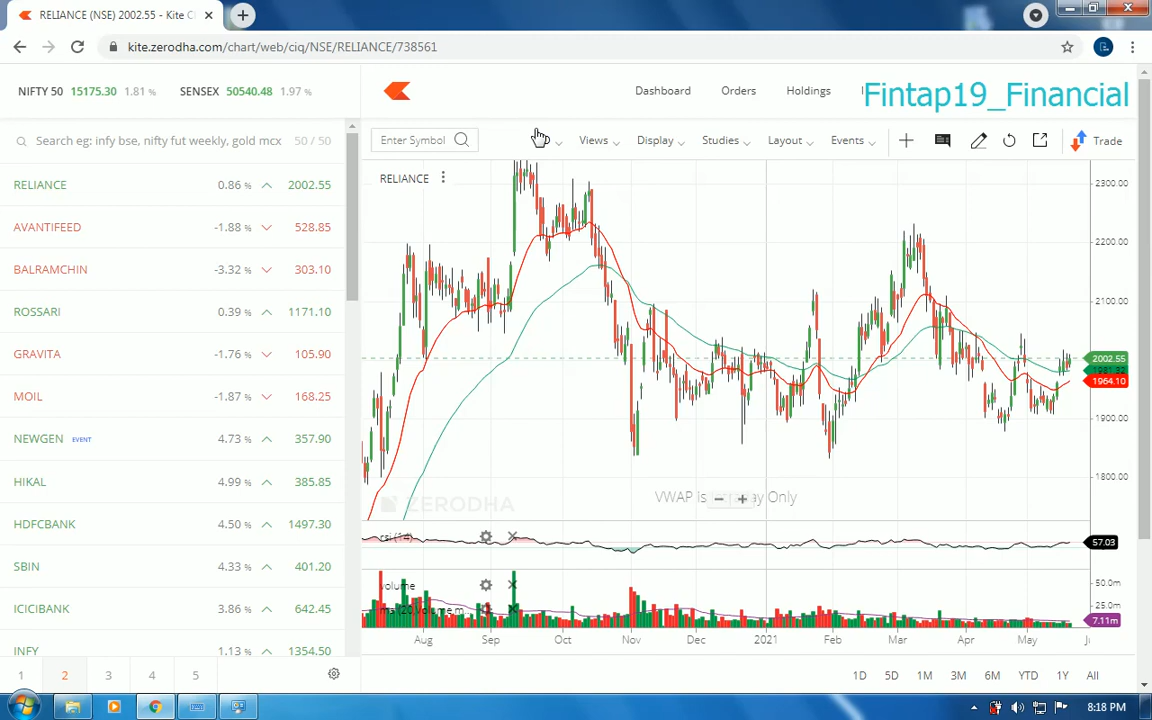 RELIANCE (NSE) 2002.55 - Kite C
kite.zerodha.com/chart/web/ciq/NSE/RELIANCE/738561
NIFTY 50 15175.30 1.81 % SENSEX 50540.48 1.97 %
Dashboard Orders Holdings
Fintap19_Financial
Search eg: infy bse, nifty fut weekly, gold mcx 50 / 50
Enter Symbol Views Display Studies Layout Events Trade
RELIANCE 0.86 % 2002.55
AVANTIFEED -1.88 % 528.85
BALRAMCHIN -3.32 % 303.10
ROSSARI 0.39 % 1171.10
GRAVITA -1.76 % 105.90
MOIL -1.87 % 168.25
NEWGEN EVENT 4.73 % 357.90
HIKAL 4.99 % 385.85
HDFCBANK 4.50 % 1497.30
SBIN 4.33 % 401.20
ICICIBANK 3.86 % 642.45
INFY 1.13 % 1354.50
1 2 3 4 5
RELIANCE
2300.00
2200.00
2100.00
2002.55
1964.10
1900.00
1800.00
ZERODHA
VWAP is
Only
rsi (14)
57.03
volume
50.0m
25.0m
7.11m
Aug Sep Oct Nov Dec 2021 Feb Mar Apr May
1D 5D 1M 3M 6M YTD 1Y All
8:18 PM